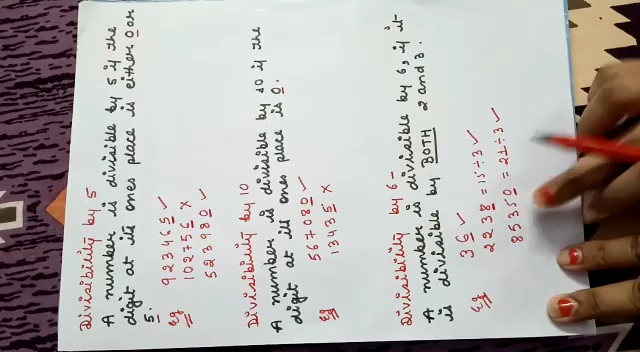 Divisibility by 5
A number is divisible by 5 if the
digit at its ones place is either 0 or
5.
Eg 923465 ✓
102756 ×
523980 ✓
Divisibility by 10
A number is divisible by 10 if the
digit at its ones place is 0.
Eg 567080 ✓
13435 ×
Divisibility by 6-
A number is divisible by 6, if it
is divisible by BOTH 2 and 3.
Eg 36 ✓
2238 = 15÷3 ✓
85350 = 21÷3 ✓